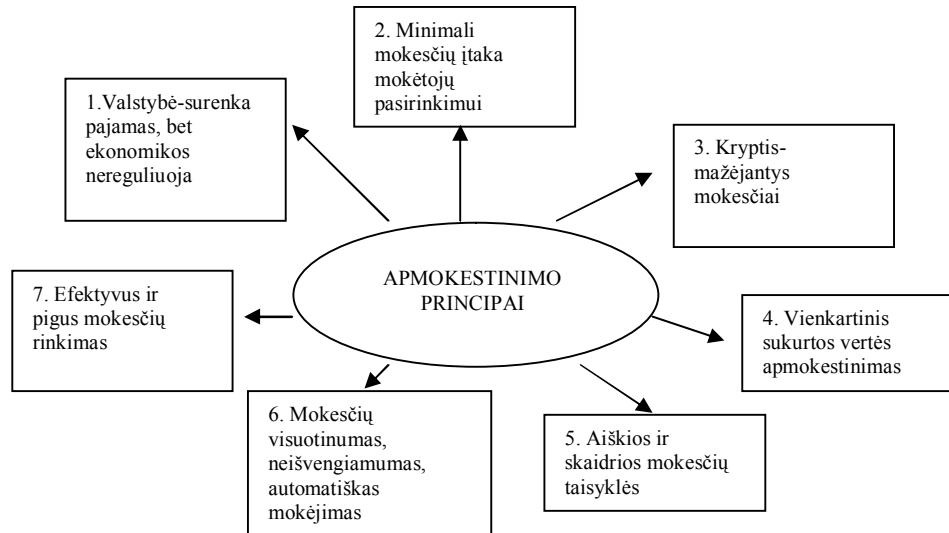 1.Valstybė-surenka
pajamas, bet
ekonomikos
nereguliuoja
2. Minimali
mokesčių įtaka
mokėtojų
pasirinkimui
3. Kryptis-
mažėjantys
mokesčiai
4. Vienkartinis
sukurtos vertės
apmokestinimas
5. Aiškios ir
skaidrios mokesčių
taisyklės
6. Mokesčių
visuotinumas,
neišvengiamumas,
automatiškas
mokėjimas
7. Efektyvus ir
pigus mokesčių
rinkimas
APMOKESTINIMO
PRINCIPAI